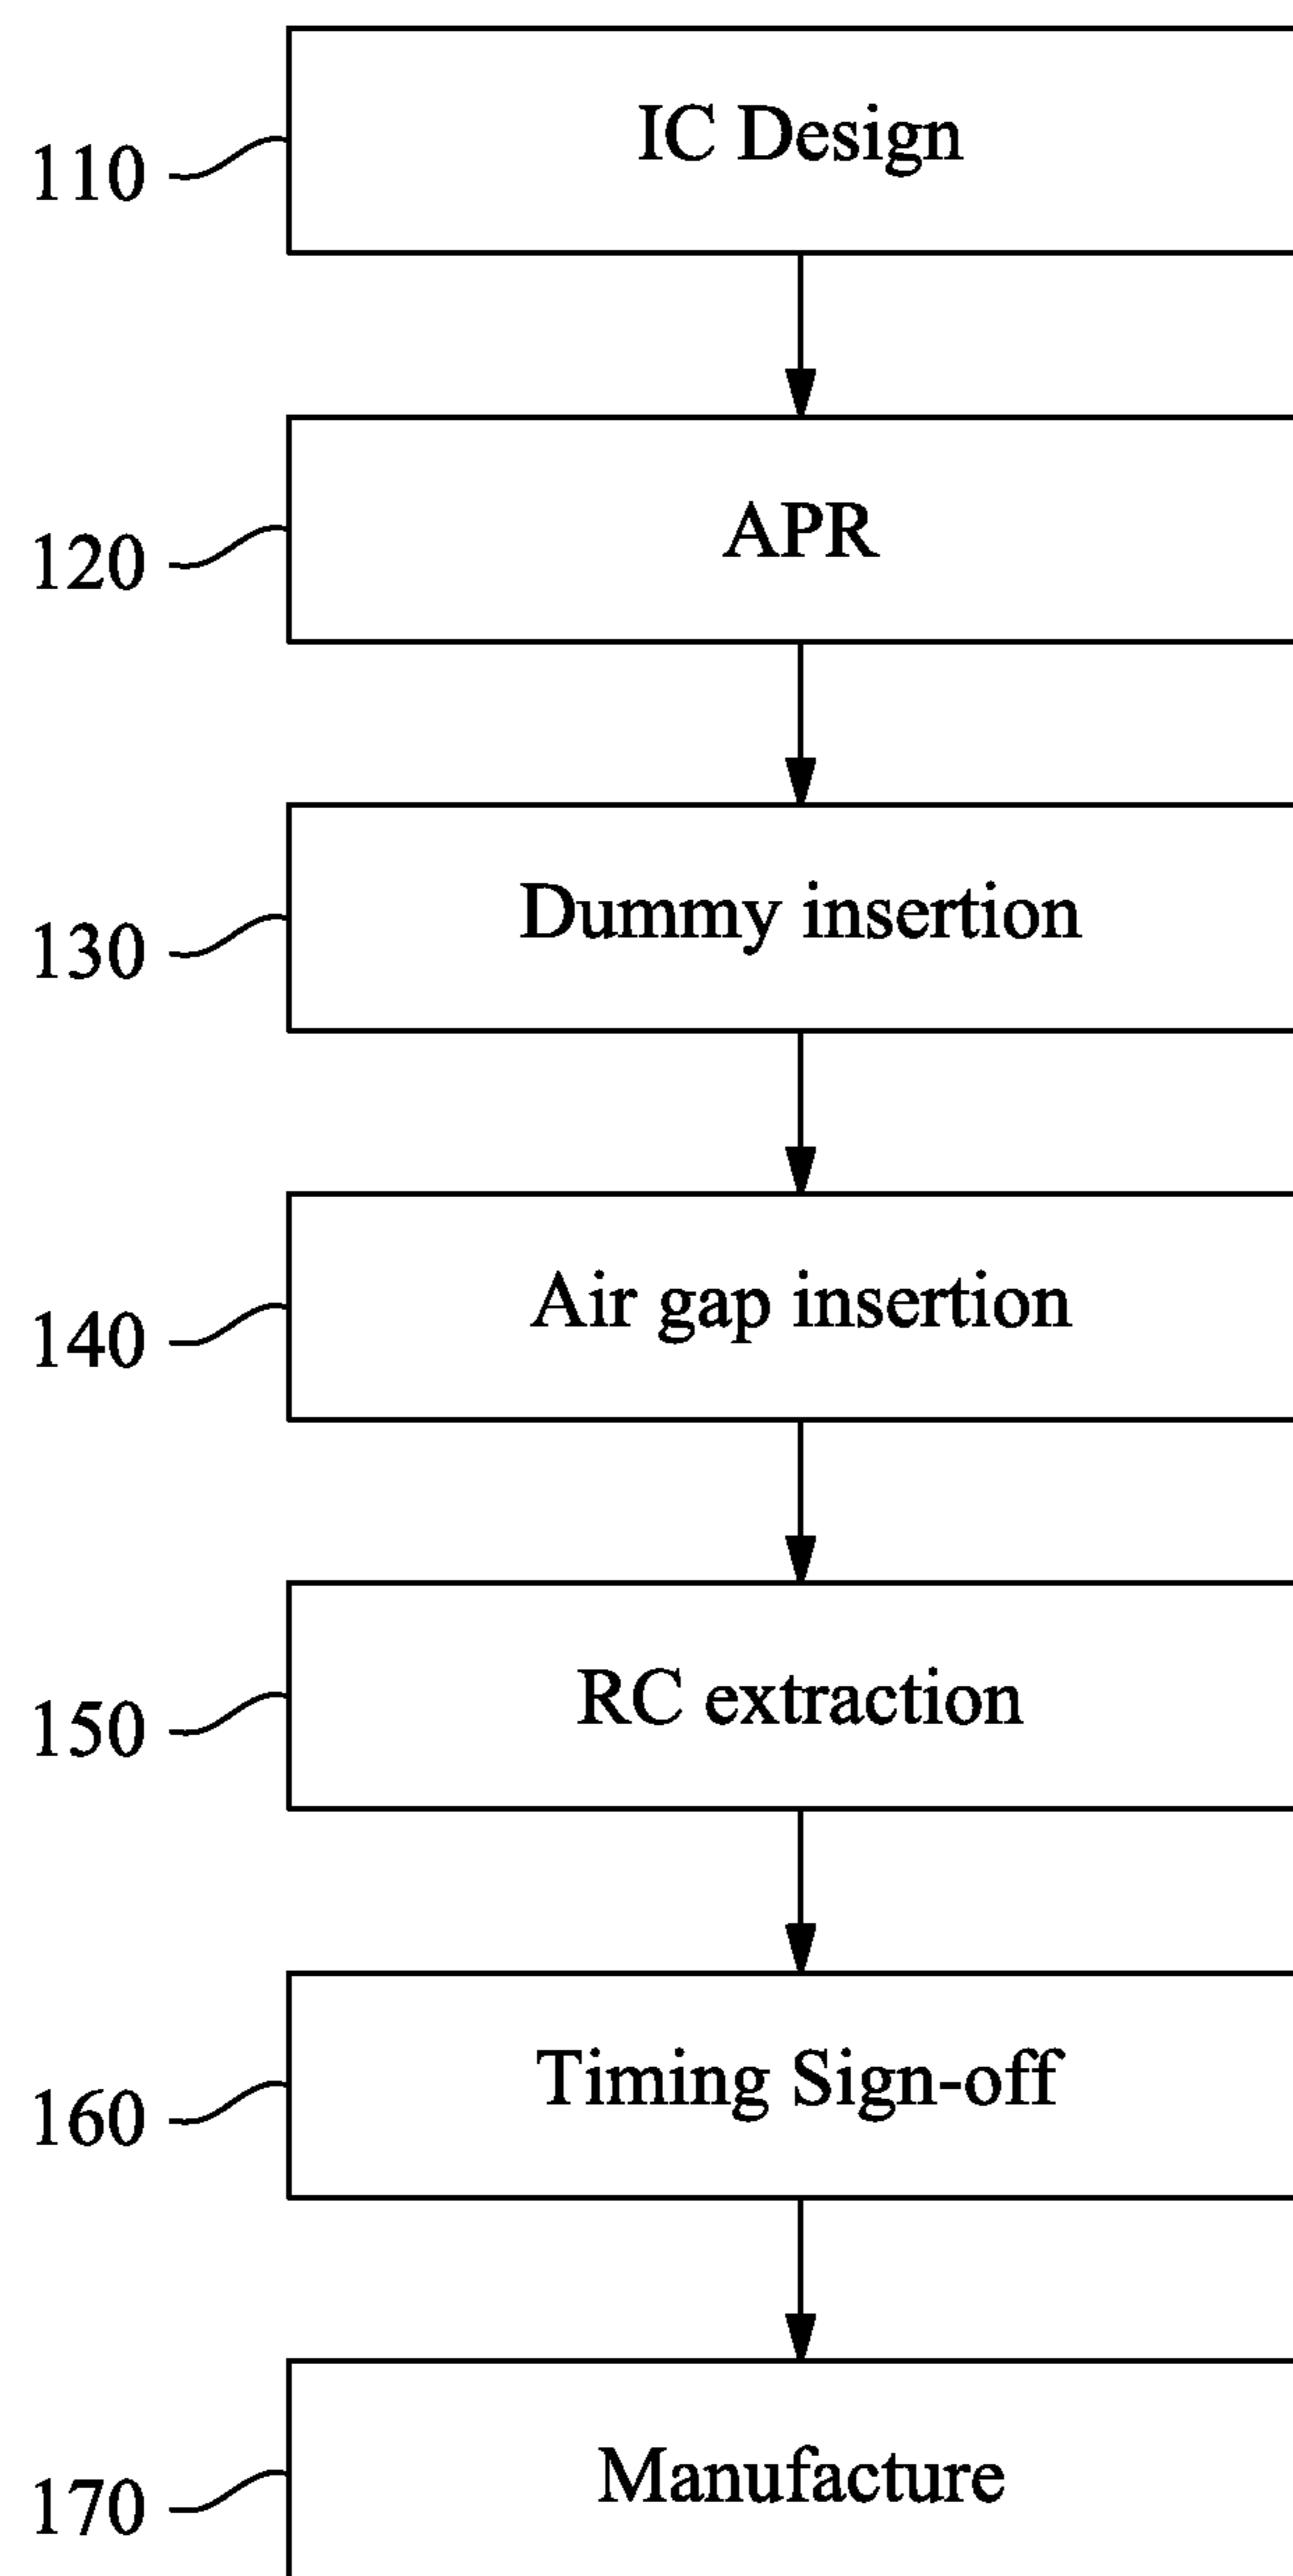 110
IC Design
120
APR
130
Dummy insertion
140
Air gap insertion
150
RC extraction
160
Timing Sign-off
170
Manufacture